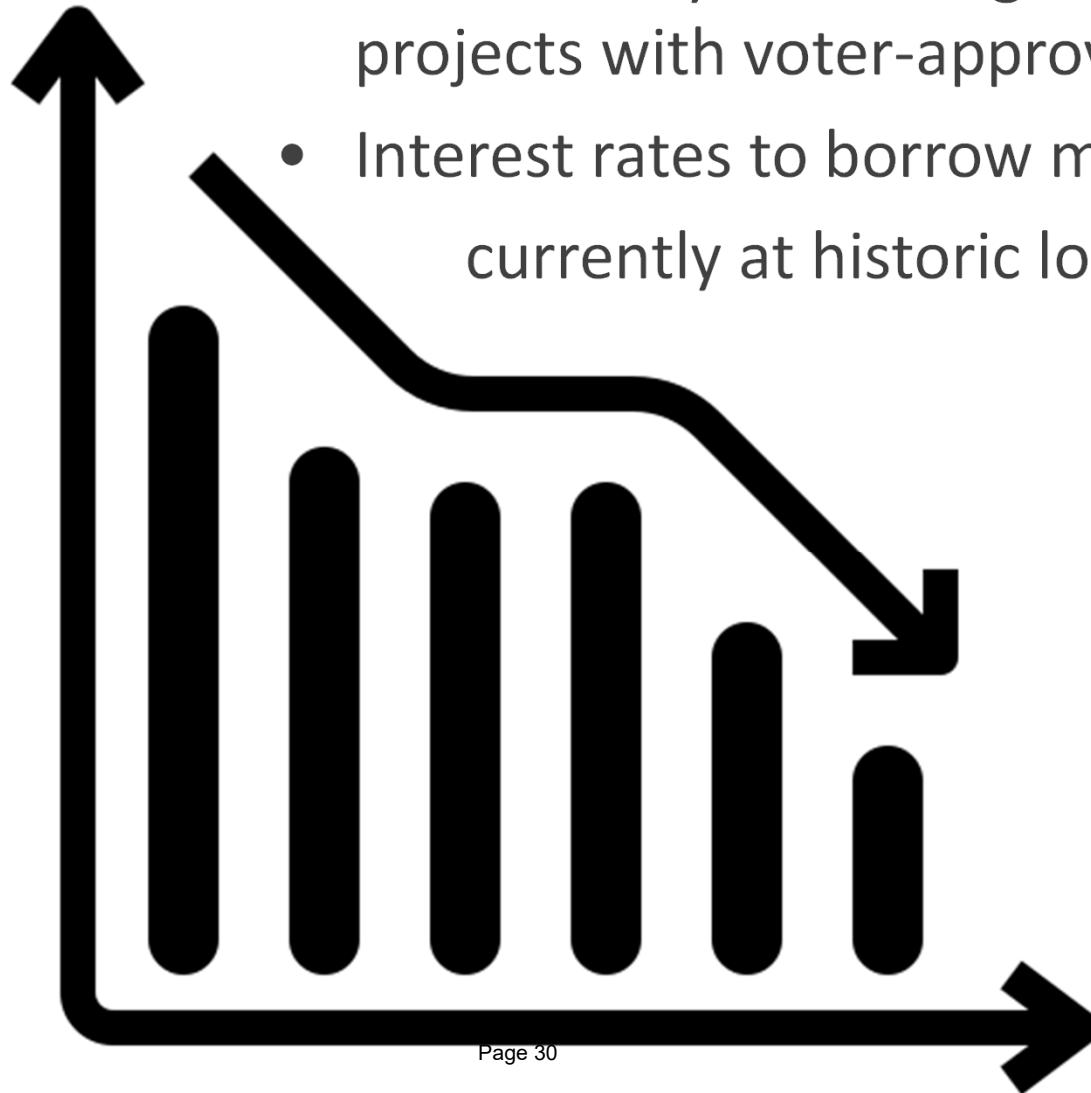 projects with voter-approv
• Interest rates to borrow m
currently at historic lo
Page 30